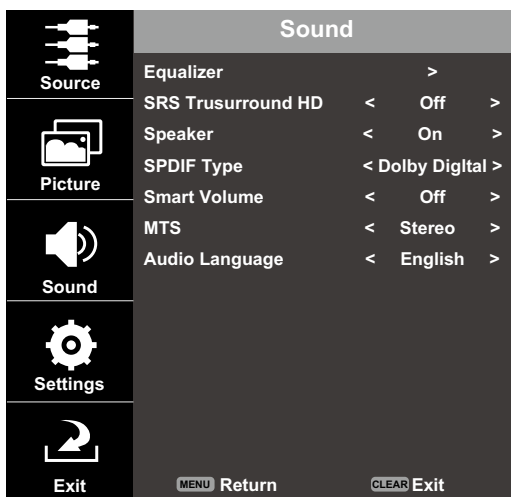 Source
Picture
Sound
Settings
Exit
Sound
Equalizer >
SRS Trusurround HD < Off >
Speaker < On >
SPDIF Type < Dolby Digltal >
Smart Volume < Off >
MTS < Stereo >
Audio Language < English >
MENU Return CLEAR Exit